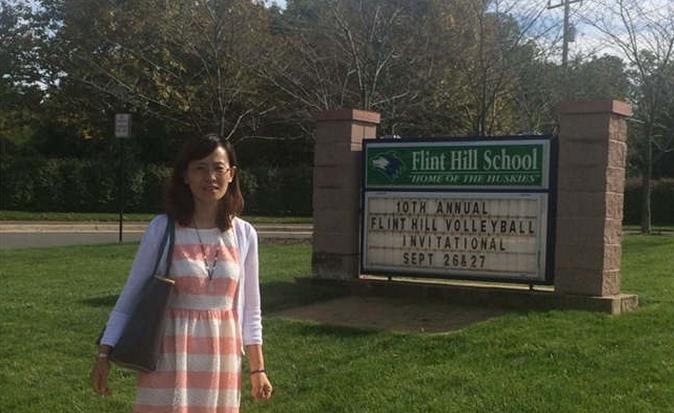 Flint Hill School
"HOME OF THE HUSKIES"
10TH ANNUAL
FLINT HILL VOLLEYBALL
INVITATIONAL
SEPT 26&27